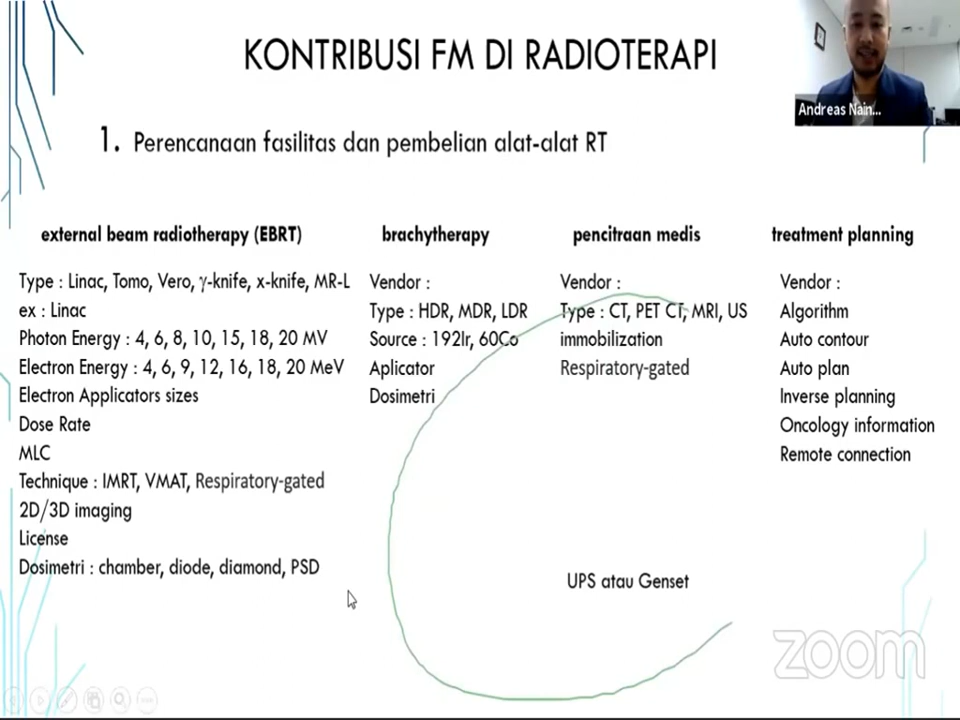 KONTRIBUSI FM DI RADIOTERAPI
Andreas Nain...
1. Perencanaan fasilitas dan pembelian alat-alat RT
external beam radiotherapy (EBRT)
Type : Linac, Tomo, Vero, γ-knife, x-knife, MR-L
ex : Linac
Photon Energy : 4, 6, 8, 10, 15, 18, 20 MV
Electron Energy : 4, 6, 9, 12, 16, 18, 20 MeV
Electron Applicators sizes
Dose Rate
MLC
Technique : IMRT, VMAT, Respiratory-gated
2D/3D imaging
License
Dosimetri : chamber, diode, diamond, PSD
brachytherapy
Vendor :
Type : HDR, MDR, LDR
Source : 192Ir, 60Co
Aplicator
Dosimetri
pencitraan medis
Vendor :
Type : CT, PET CT, MRI, US
immobilization
Respiratory-gated
treatment planning
Vendor :
Algorithm
Auto contour
Auto plan
Inverse planning
Oncology information
Remote connection
UPS atau Genset
zoom